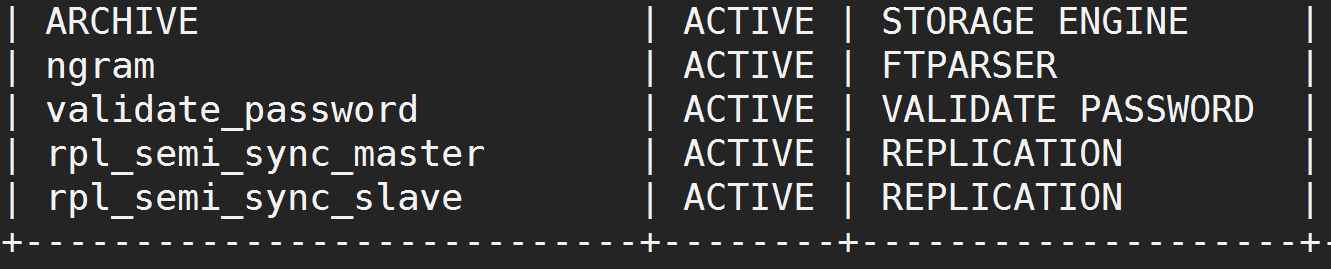 | ARCHIVE                    | ACTIVE | STORAGE ENGINE     |
| ngram                      | ACTIVE | FTPARSER           |
| validate_password          | ACTIVE | VALIDATE PASSWORD  |
| rpl_semi_sync_master       | ACTIVE | REPLICATION        |
| rpl_semi_sync_slave        | ACTIVE | REPLICATION        |
+----------------------------+--------+--------------------+-